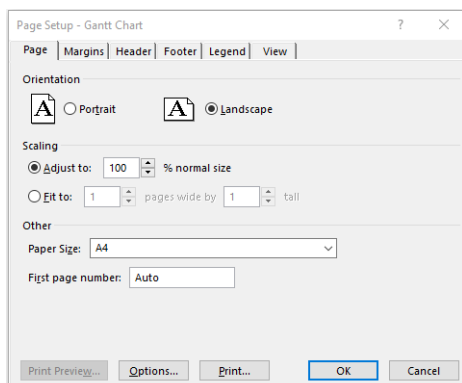 Page Setup - Gantt Chart ?
Page Margins Header Footer Legend View
Orientation
A Portrait A Landscape
Scaling
Adjust to: 100 % normal size
Fit to: 1 pages wide by 1 tall
Other
Paper Size: A4
First page number: Auto
Print Preview... Options... Print... OK Cancel